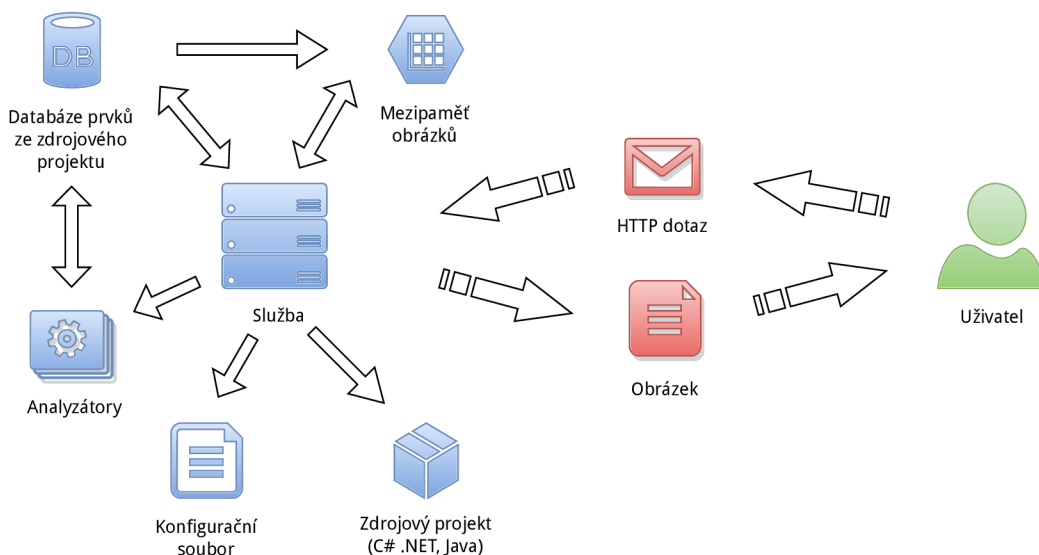 DB
Databáze prvků
ze zdrojového
projektu
Mezipaměť
obrázků
HTTP dotaz
Uživatel
Služba
Obrázek
Analyzátory
Konfigurační
soubor
Zdrojový projekt
(C# .NET, Java)